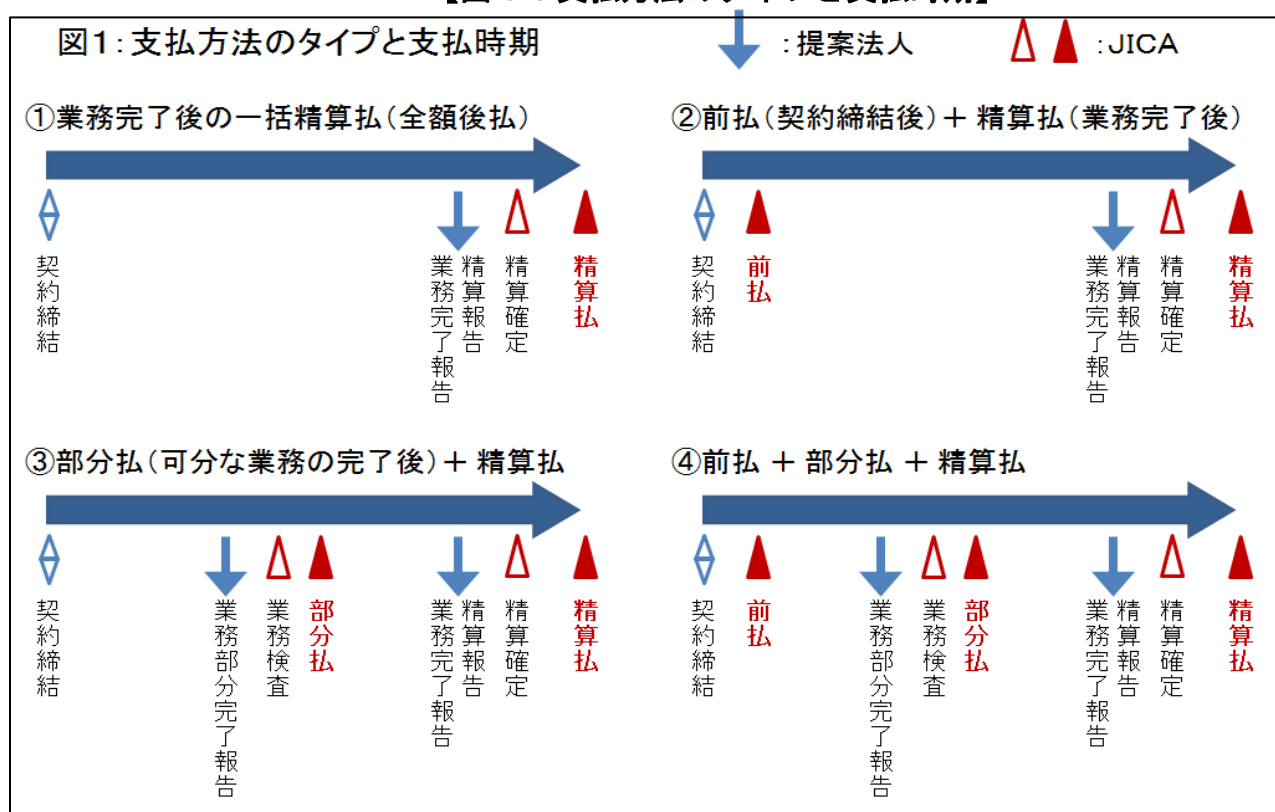 図1：支払方法のタイプと支払時期
：提案法人
：JICA
①業務完了後の一括精算払（全額後払）
契約締結
業務完了報告
精算報告
精算確定
精算払
②前払（契約締結後）＋ 精算払（業務完了後）
契約締結
前払
業務完了報告
精算報告
精算確定
精算払
③部分払（可分な業務の完了後）＋ 精算払
契約締結
業務部分完了報告
業務検査
部分払
業務完了報告
精算報告
精算確定
精算払
④前払 ＋ 部分払 ＋ 精算払
契約締結
前払
業務部分完了報告
業務検査
部分払
業務完了報告
精算報告
精算確定
精算払